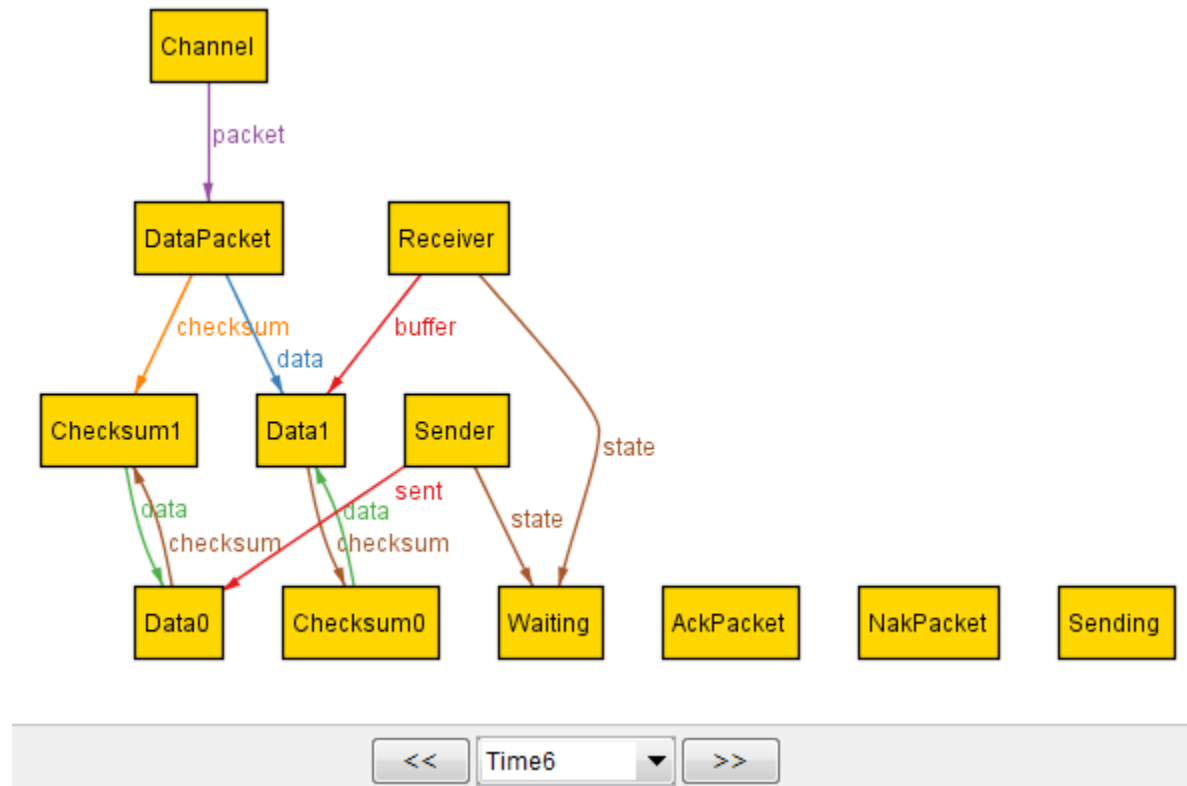 Channel
packet
DataPacket
Receiver
checksum
data
buffer
Checksum1
Data1
Sender
state
data
checksum
data
checksum
sent
state
Data0
Checksum0
Waiting
AckPacket
NakPacket
Sending
<<
Time6
>>